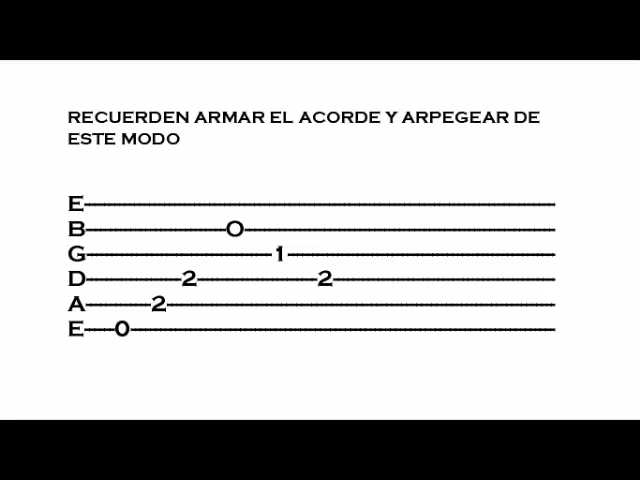 RECUERDEN ARMAR EL ACORDE Y ARPEGEAR DE
ESTE MODO
E---------------------------------------
B------------0--------------------------
G----------------1----------------------
D--------2-----------2------------------
A------2--------------------------------
E---0-----------------------------------